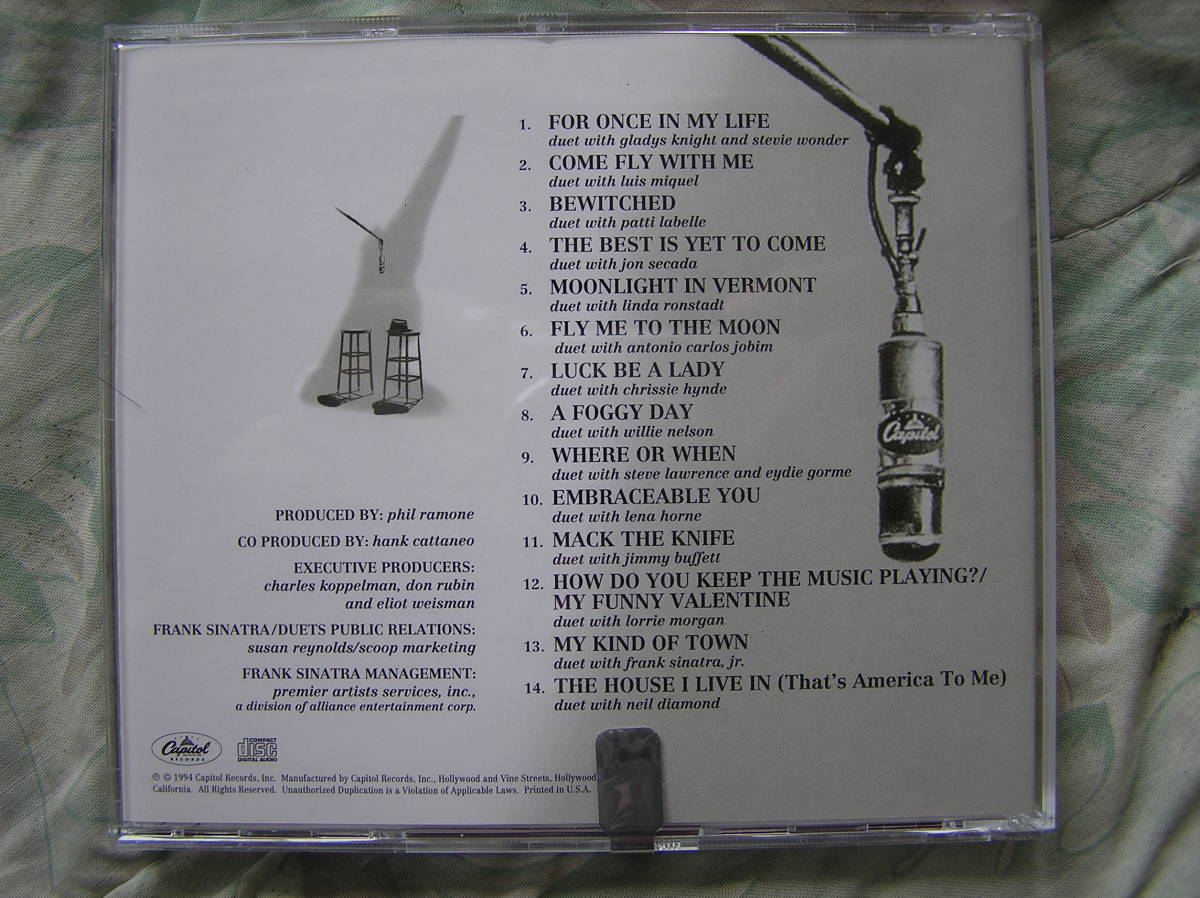 1. FOR ONCE IN MY LIFE
duet with gladys knight and stevie wonder
2. COME FLY WITH ME
duet with luis miquel
3. BEWITCHED
duet with patti labelle
4. THE BEST IS YET TO COME
duet with jon secada
5. MOONLIGHT IN VERMONT
duet with linda ronstadt
6. FLY ME TO THE MOON
duet with antonio carlos jobim
7. LUCK BE A LADY
duet with chrissie hynde
8. A FOGGY DAY
duet with willie nelson
9. WHERE OR WHEN
duet with steve lawrence and eydie gorme
10. EMBRACEABLE YOU
duet with lena horne
11. MACK THE KNIFE
duet with jimmy buffett
12. HOW DO YOU KEEP THE MUSIC PLAYING?/
MY FUNNY VALENTINE
duet with lorrie morgan
13. MY KIND OF TOWN
duet with frank sinatra, jr.
14. THE HOUSE I LIVE IN (That's America To Me)
duet with neil diamond
Capitol
PRODUCED BY: phil ramone
CO PRODUCED BY: hank cattaneo
EXECUTIVE PRODUCERS:
charles koppelman, don rubin
and eliot weisman
FRANK SINATRA/DUETS PUBLIC RELATIONS:
susan reynolds/scoop marketing
FRANK SINATRA MANAGEMENT:
premier artists services, inc.,
a division of alliance entertainment corp.
Capitol
RECORDS
COMPACT
disc
DIGITAL AUDIO
℗ © 1994 Capitol Records, Inc. Manufactured by Capitol Records, Inc., Hollywood and Vine Streets, Hollywood
California. All Rights Reserved. Unauthorized Duplication is a Violation of Applicable Laws. Printed in U.S.A.